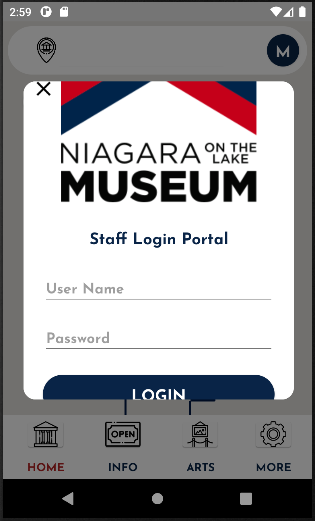 2:59
M
NIAGARA ON THE LAKE
MUSEUM
Staff Login Portal
User Name
Password
LOGIN
OPEN
HOME INFO ARTS MORE